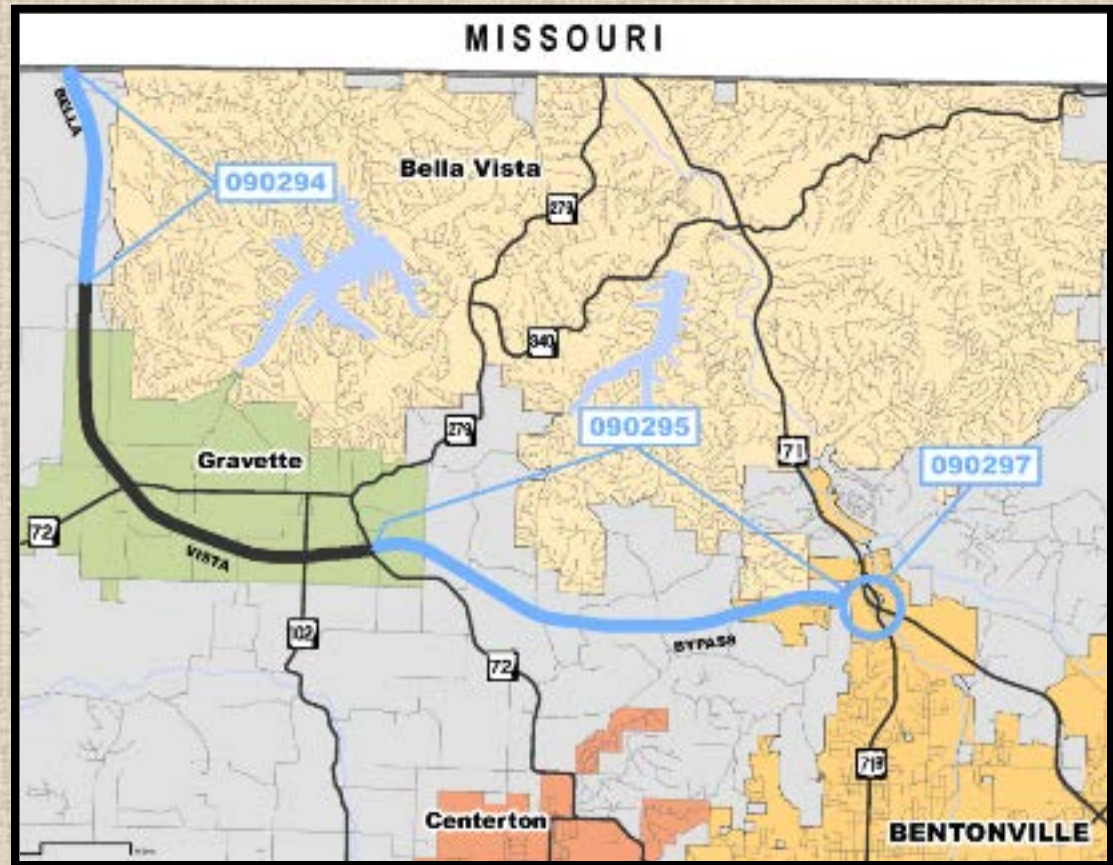 MISSOURI
BELLA
Bella Vista
090294
279
340
279
090295
71
090297
Gravette
72
VISTA
BYPASS
102
72
Centerton
BENTONVILLE